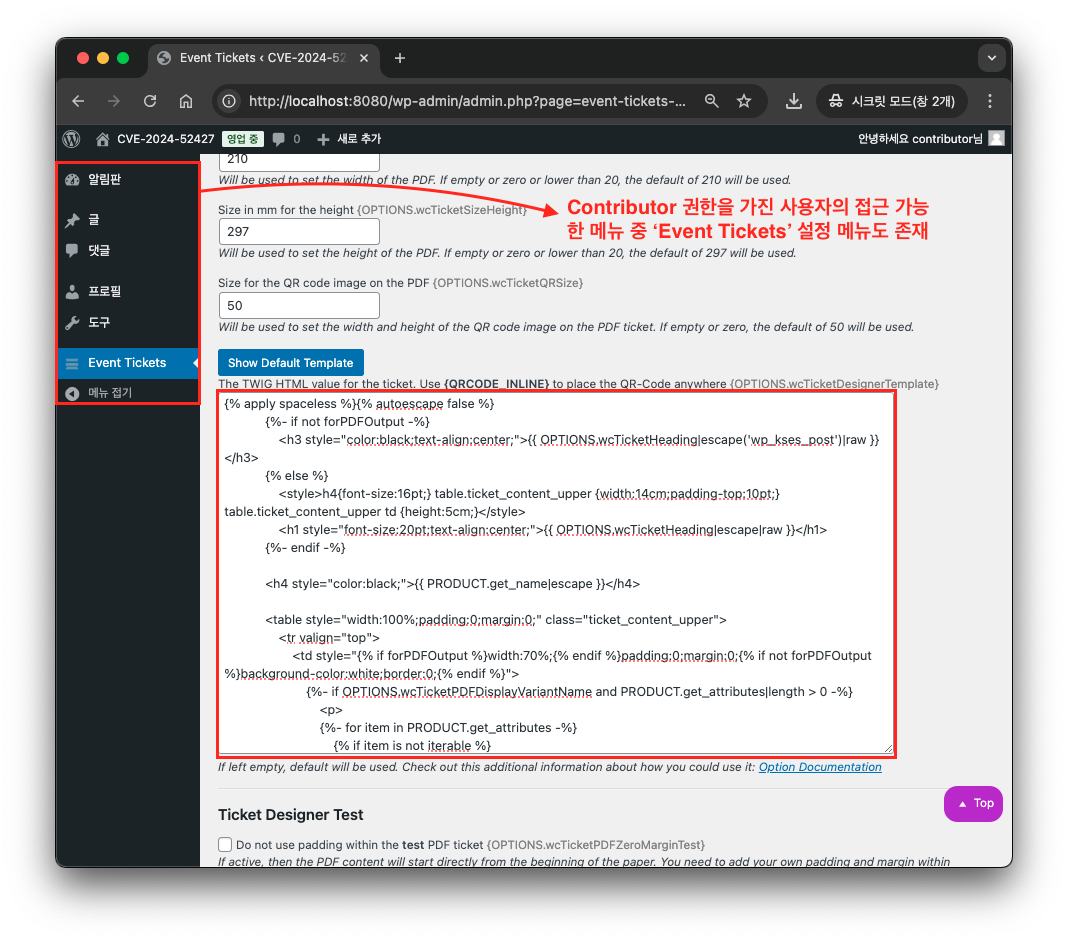 Event Tickets ‹ CVE-2024-52
http://localhost:8080/wp-admin/admin.php?page=event-tickets-...
시크릿 모드(창 2개)
CVE-2024-52427 영업 중 0 새로 추가
안녕하세요 contributor님
알림판
글
댓글
프로필
도구
Event Tickets
메뉴 접기
210
Will be used to set the width of the PDF. If empty or zero or lower than 20, the default of 210 will be used.
Contributor 권한을 가진 사용자의 접근 가능
한 메뉴 중 ‘Event Tickets’ 설정 메뉴도 존재
Size in mm for the height {OPTIONS.wcTicketSizeHeight}
297
Will be used to set the height of the PDF. If empty or zero or lower than 20, the default of 297 will be used.
Size for the QR code image on the PDF {OPTIONS.wcTicketQRSize}
50
Will be used to set the width and height of the QR code image on the PDF ticket. If empty or zero, the default of 50 will be used.
Show Default Template
The TWIG HTML value for the ticket. Use {QRCODE_INLINE} to place the QR-Code anywhere {OPTIONS.wcTicketDesignerTemplate}
{% apply spaceless %}{% autoescape false %}
{%- if not forPDFOutput -%}
<h3 style="color:black;text-align:center;">{{ OPTIONS.wcTicketHeading|escape('wp_kses_post')|raw }}
</h3>
{% else %}
<style>h4{font-size:16pt;} table.ticket_content_upper {width:14cm;padding-top:10pt;}
table.ticket_content_upper td {height:5cm;}</style>
<h1 style="font-size:20pt;text-align:center;">{{ OPTIONS.wcTicketHeading|escape|raw }}</h1>
{%- endif -%}
<h4 style="color:black;">{{ PRODUCT.get_name|escape }}</h4>
<table style="width:100%;padding:0;margin:0;" class="ticket_content_upper">
<tr valign="top">
<td style="{% if forPDFOutput %}width:70%;{% endif %}padding:0;margin:0;{% if not forPDFOutput
%}background-color:white;border:0;{% endif %}">
{%- if OPTIONS.wcTicketPDFDisplayVariantName and PRODUCT.get_attributes|length > 0 -%}
<p>
{%- for item in PRODUCT.get_attributes -%}
{% if item is not iterable %}
If left empty, default will be used. Check out this additional information about how you could use it: Option Documentation
Top
Ticket Designer Test
Do not use padding within the test PDF ticket {OPTIONS.wcTicketPDFZeroMarginTest}
If active, then the PDF content will start directly from the beginning of the paper. You need to add your own padding and margin within